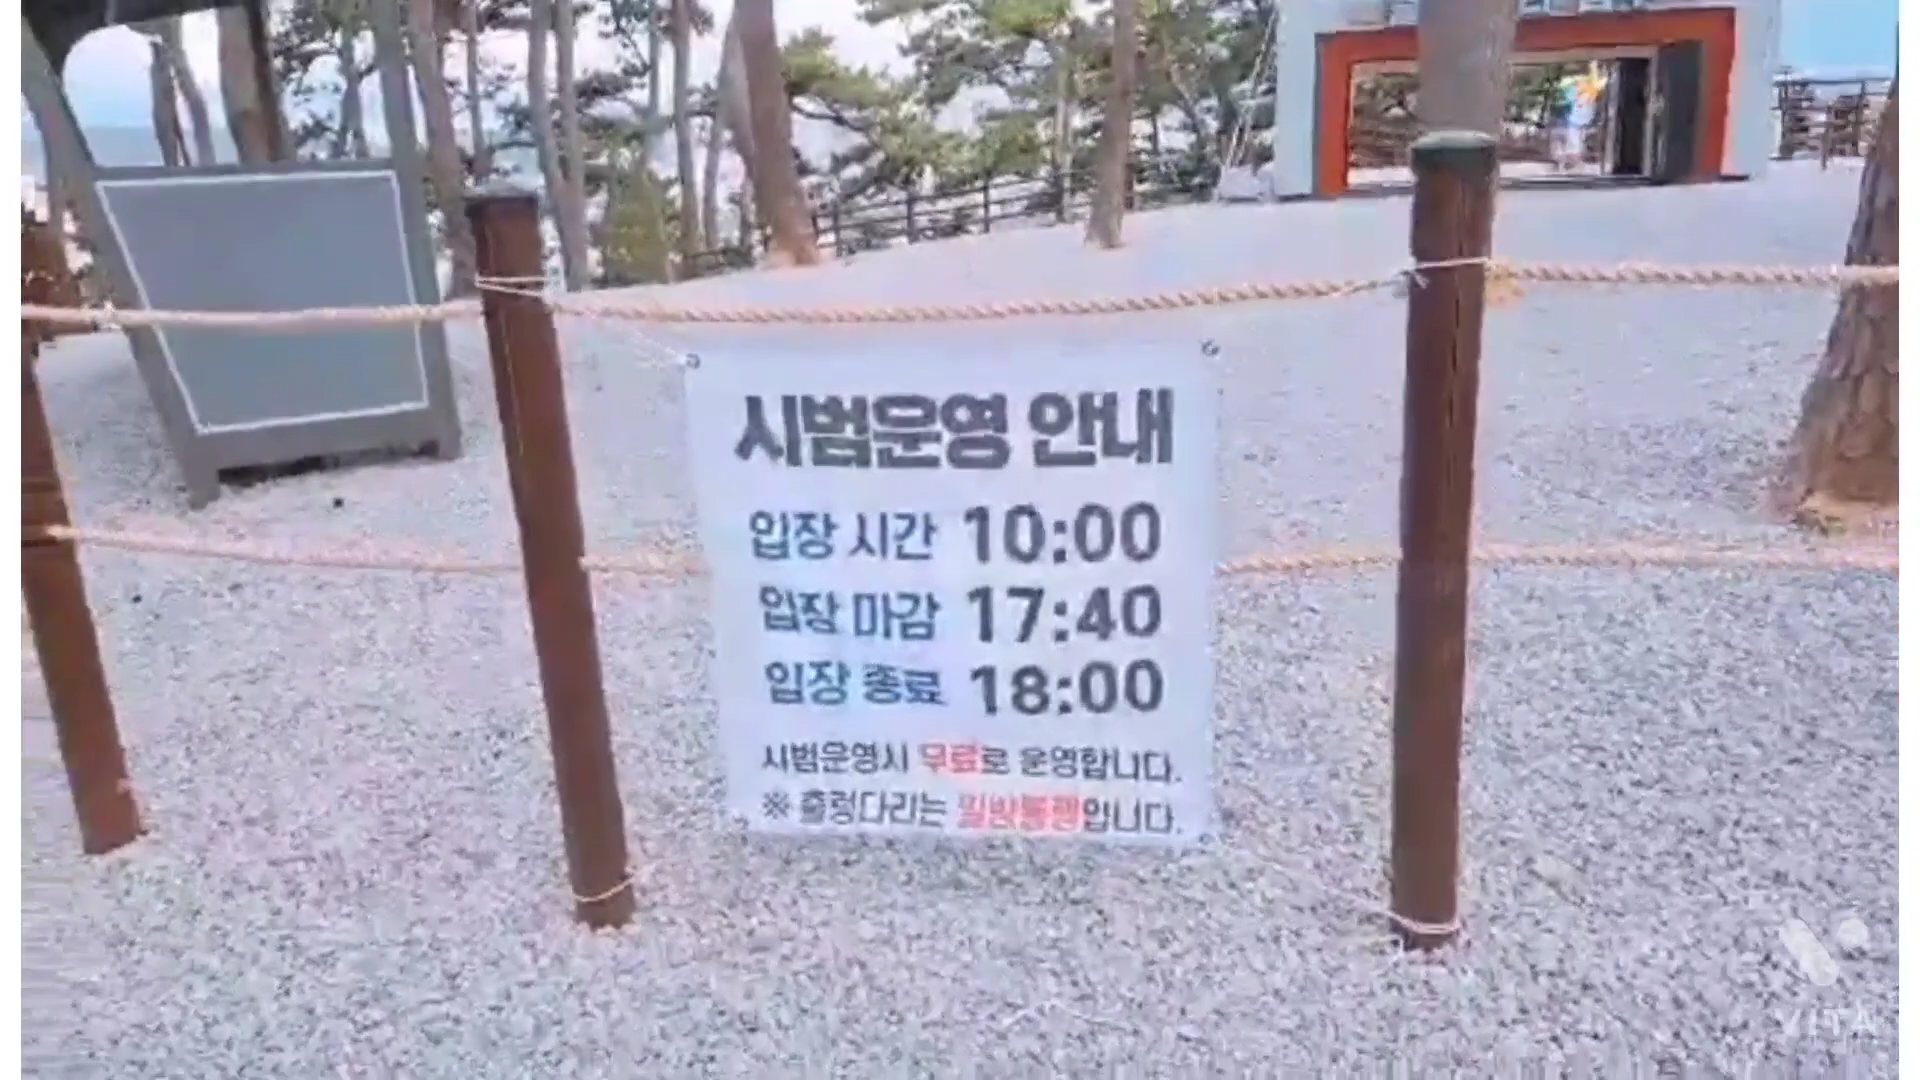 시범운영 안내
입장 시간 10:00
입장 마감 17:40
입장 종료 18:00
시범운영시 무료로 운영합니다.
※ 출렁다리는 일방통행입니다.
VITA